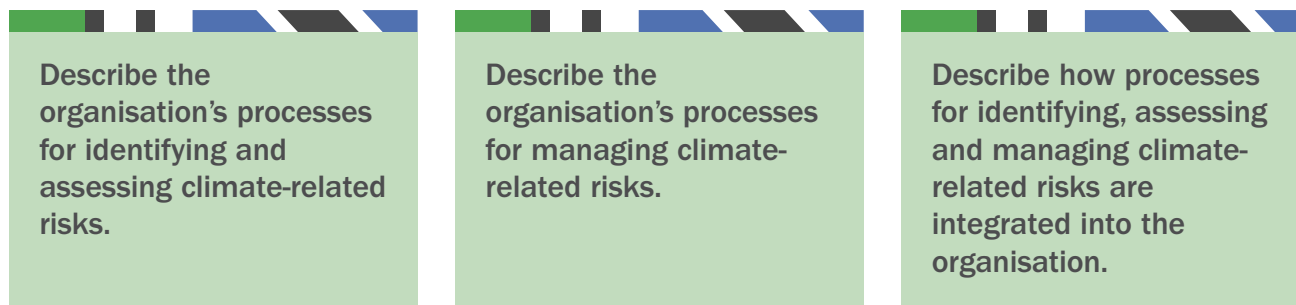 Describe the
organisation’s processes
for identifying and
assessing climate-related
risks.
Describe the
organisation’s processes
for managing climate-
related risks.
Describe how processes
for identifying, assessing
and managing climate-
related risks are
integrated into the
organisation.